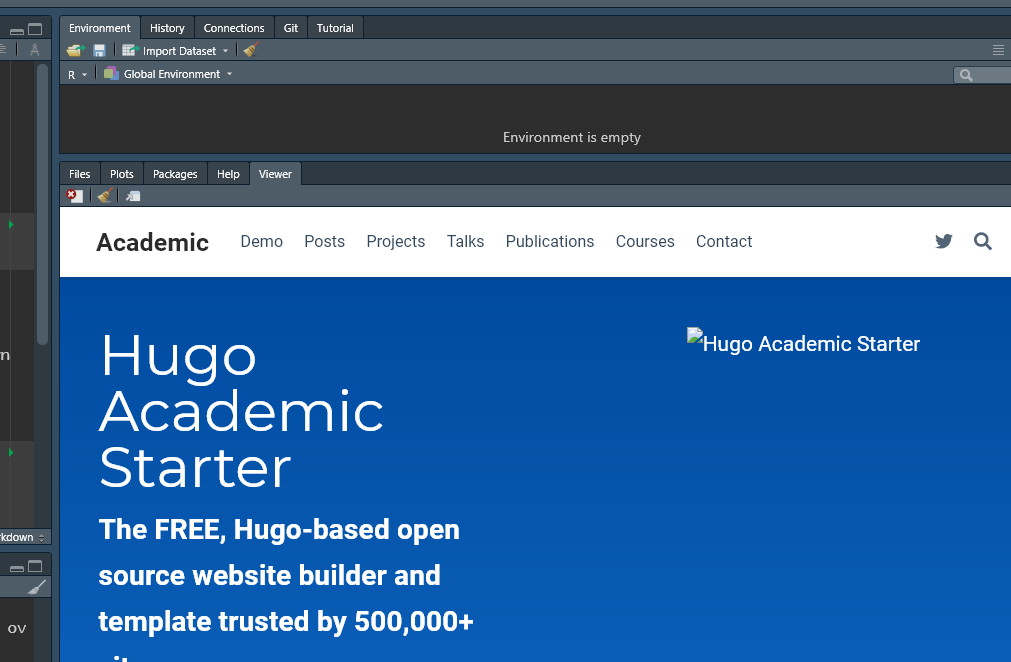 Environment History Connections Git Tutorial
Import Dataset
R Global Environment
Environment is empty
Files Plots Packages Help Viewer
Academic Demo Posts Projects Talks Publications Courses Contact
Hugo
Academic
Starter
Hugo Academic Starter
The FREE, Hugo-based open
source website builder and
template trusted by 500,000+
rn
rkdown
ov